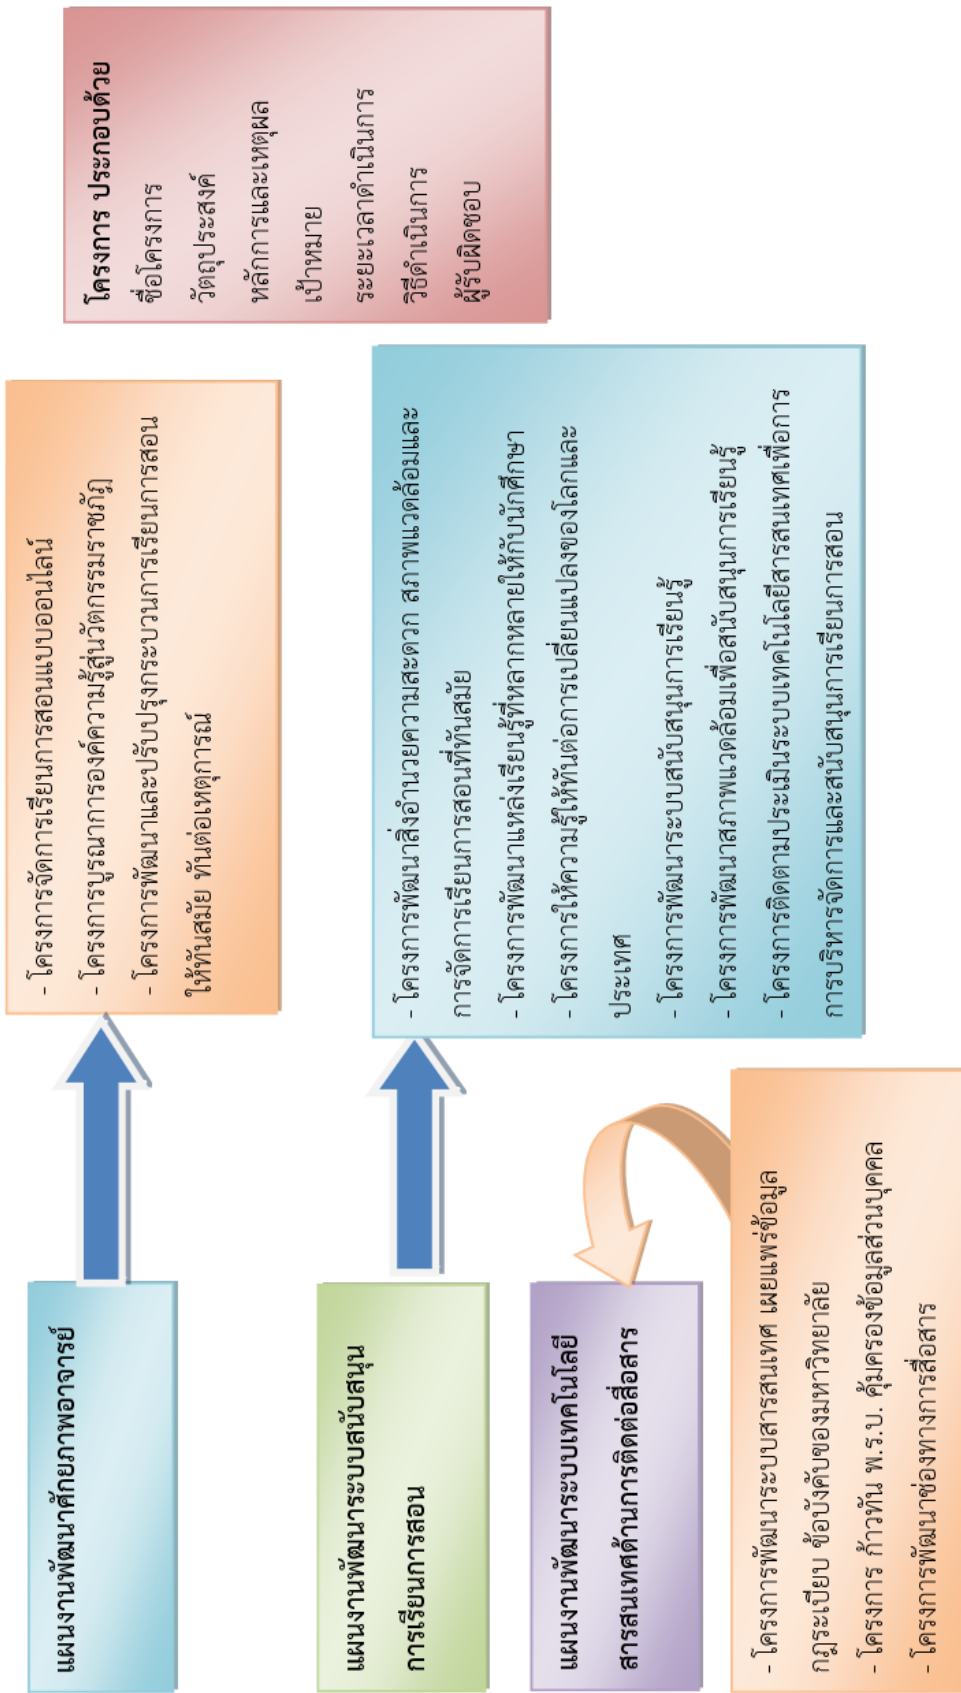 แผนงานพัฒนาศักยภาพอาจารย์
- โครงการจัดการเรียนการสอนแบบออนไลน์
- โครงการบูรณาการองค์ความรู้สู่นวัตกรรมราชภัฏ
- โครงการพัฒนาและปรับปรุงกระบวนการเรียนการสอน
ให้ทันสมัย ทันต่อเหตุการณ์
โครงการ ประกอบด้วย
ชื่อโครงการ
วัตถุประสงค์
หลักการและเหตุผล
เป้าหมาย
ระยะเวลาดำเนินการ
วิธีดำเนินการ
ผู้รับผิดชอบ
แผนงานพัฒนาระบบสนับสนุน
การเรียนการสอน
- โครงการพัฒนาสิ่งอำนวยความสะดวก สภาพแวดล้อมและ
การจัดการเรียนการสอนที่ทันสมัย
- โครงการพัฒนาแหล่งเรียนรู้ที่หลากหลายให้กับนักศึกษา
- โครงการให้ความรู้ให้ทันต่อการเปลี่ยนแปลงของโลกและ
ประเทศ
- โครงการพัฒนาระบบสนับสนุนการเรียนรู้
- โครงการพัฒนาสภาพแวดล้อมเพื่อสนับสนุนการเรียนรู้
- โครงการติดตามประเมินระบบเทคโนโลยีสารสนเทศเพื่อการ
การบริหารจัดการและสนับสนุนการเรียนการสอน
แผนงานพัฒนาระบบเทคโนโลยี
สารสนเทศด้านการติดต่อสื่อสาร
- โครงการพัฒนาระบบสารสนเทศ เผยแพร่ข้อมูล
กฎระเบียบ ข้อบังคับของมหาวิทยาลัย
- โครงการ ก้าวทัน พ.ร.บ. คุ้มครองข้อมูลส่วนบุคคล
- โครงการพัฒนาช่องทางการสื่อสาร